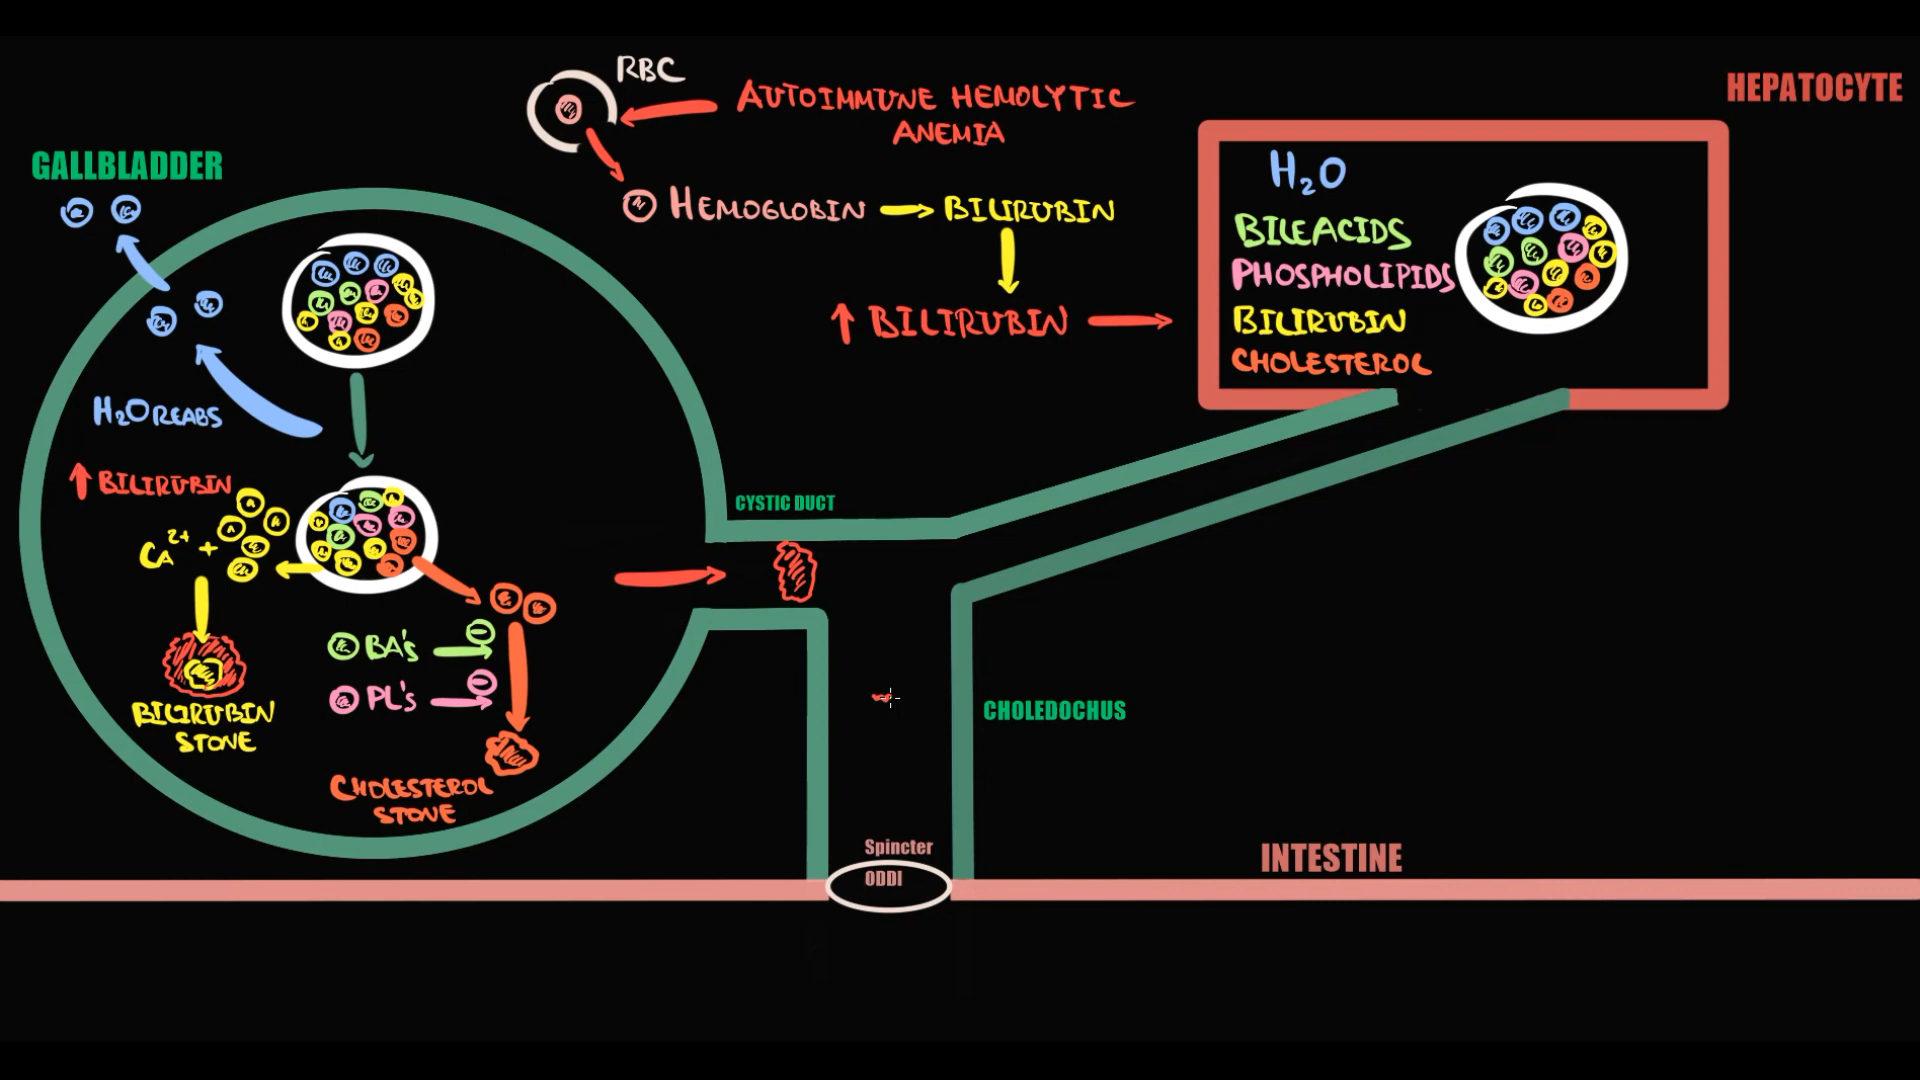 RBC
AUTOIMMUNE HEMOLYTIC
ANEMIA
HEPATOCYTE
GALLBLADDER
HEMOGLOBIN
BILIRUBIN
↑ BILIRUBIN
H₂O
BILEACIDS
PHOSPHOLIPIDS
BILIRUBIN
CHOLESTEROL
H₂O REABS
↑ BILIRUBIN
Ca²⁺ +
BILIRUBIN
STONE
BA's
PL's
CHOLESTEROL
STONE
CYSTIC DUCT
CHOLEDOCHUS
Spincter
ODDI
INTESTINE